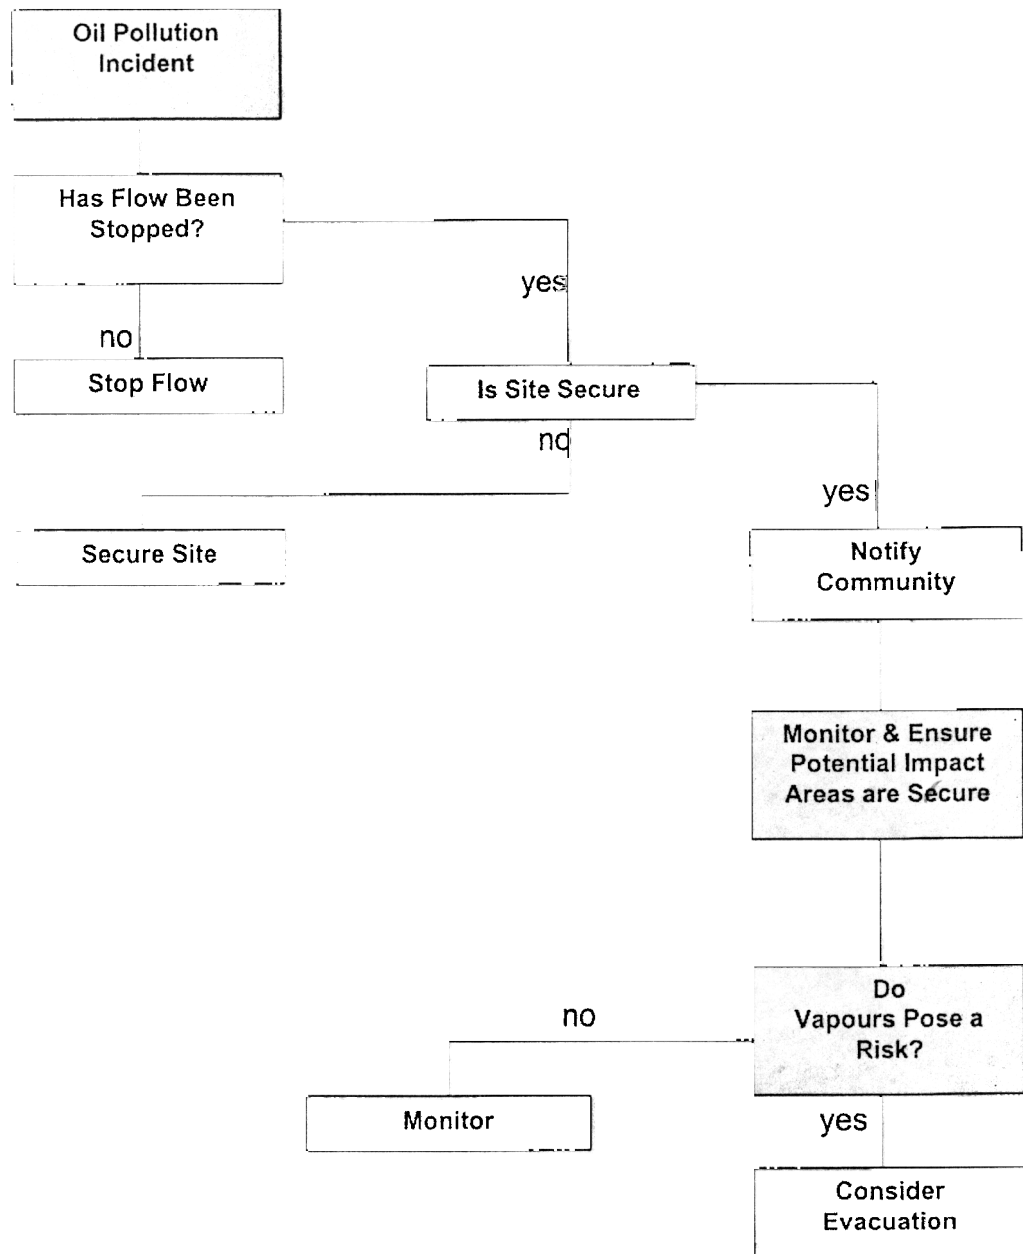 Oil Pollution
Incident
Has Flow Been
Stopped?
yes
no
Stop Flow
Is Site Secure
no
yes
Secure Site
Notify
Community
Monitor & Ensure
Potential Impact
Areas are Secure
Do
Vapours Pose a
Risk?
no
Monitor
yes
Consider
Evacuation